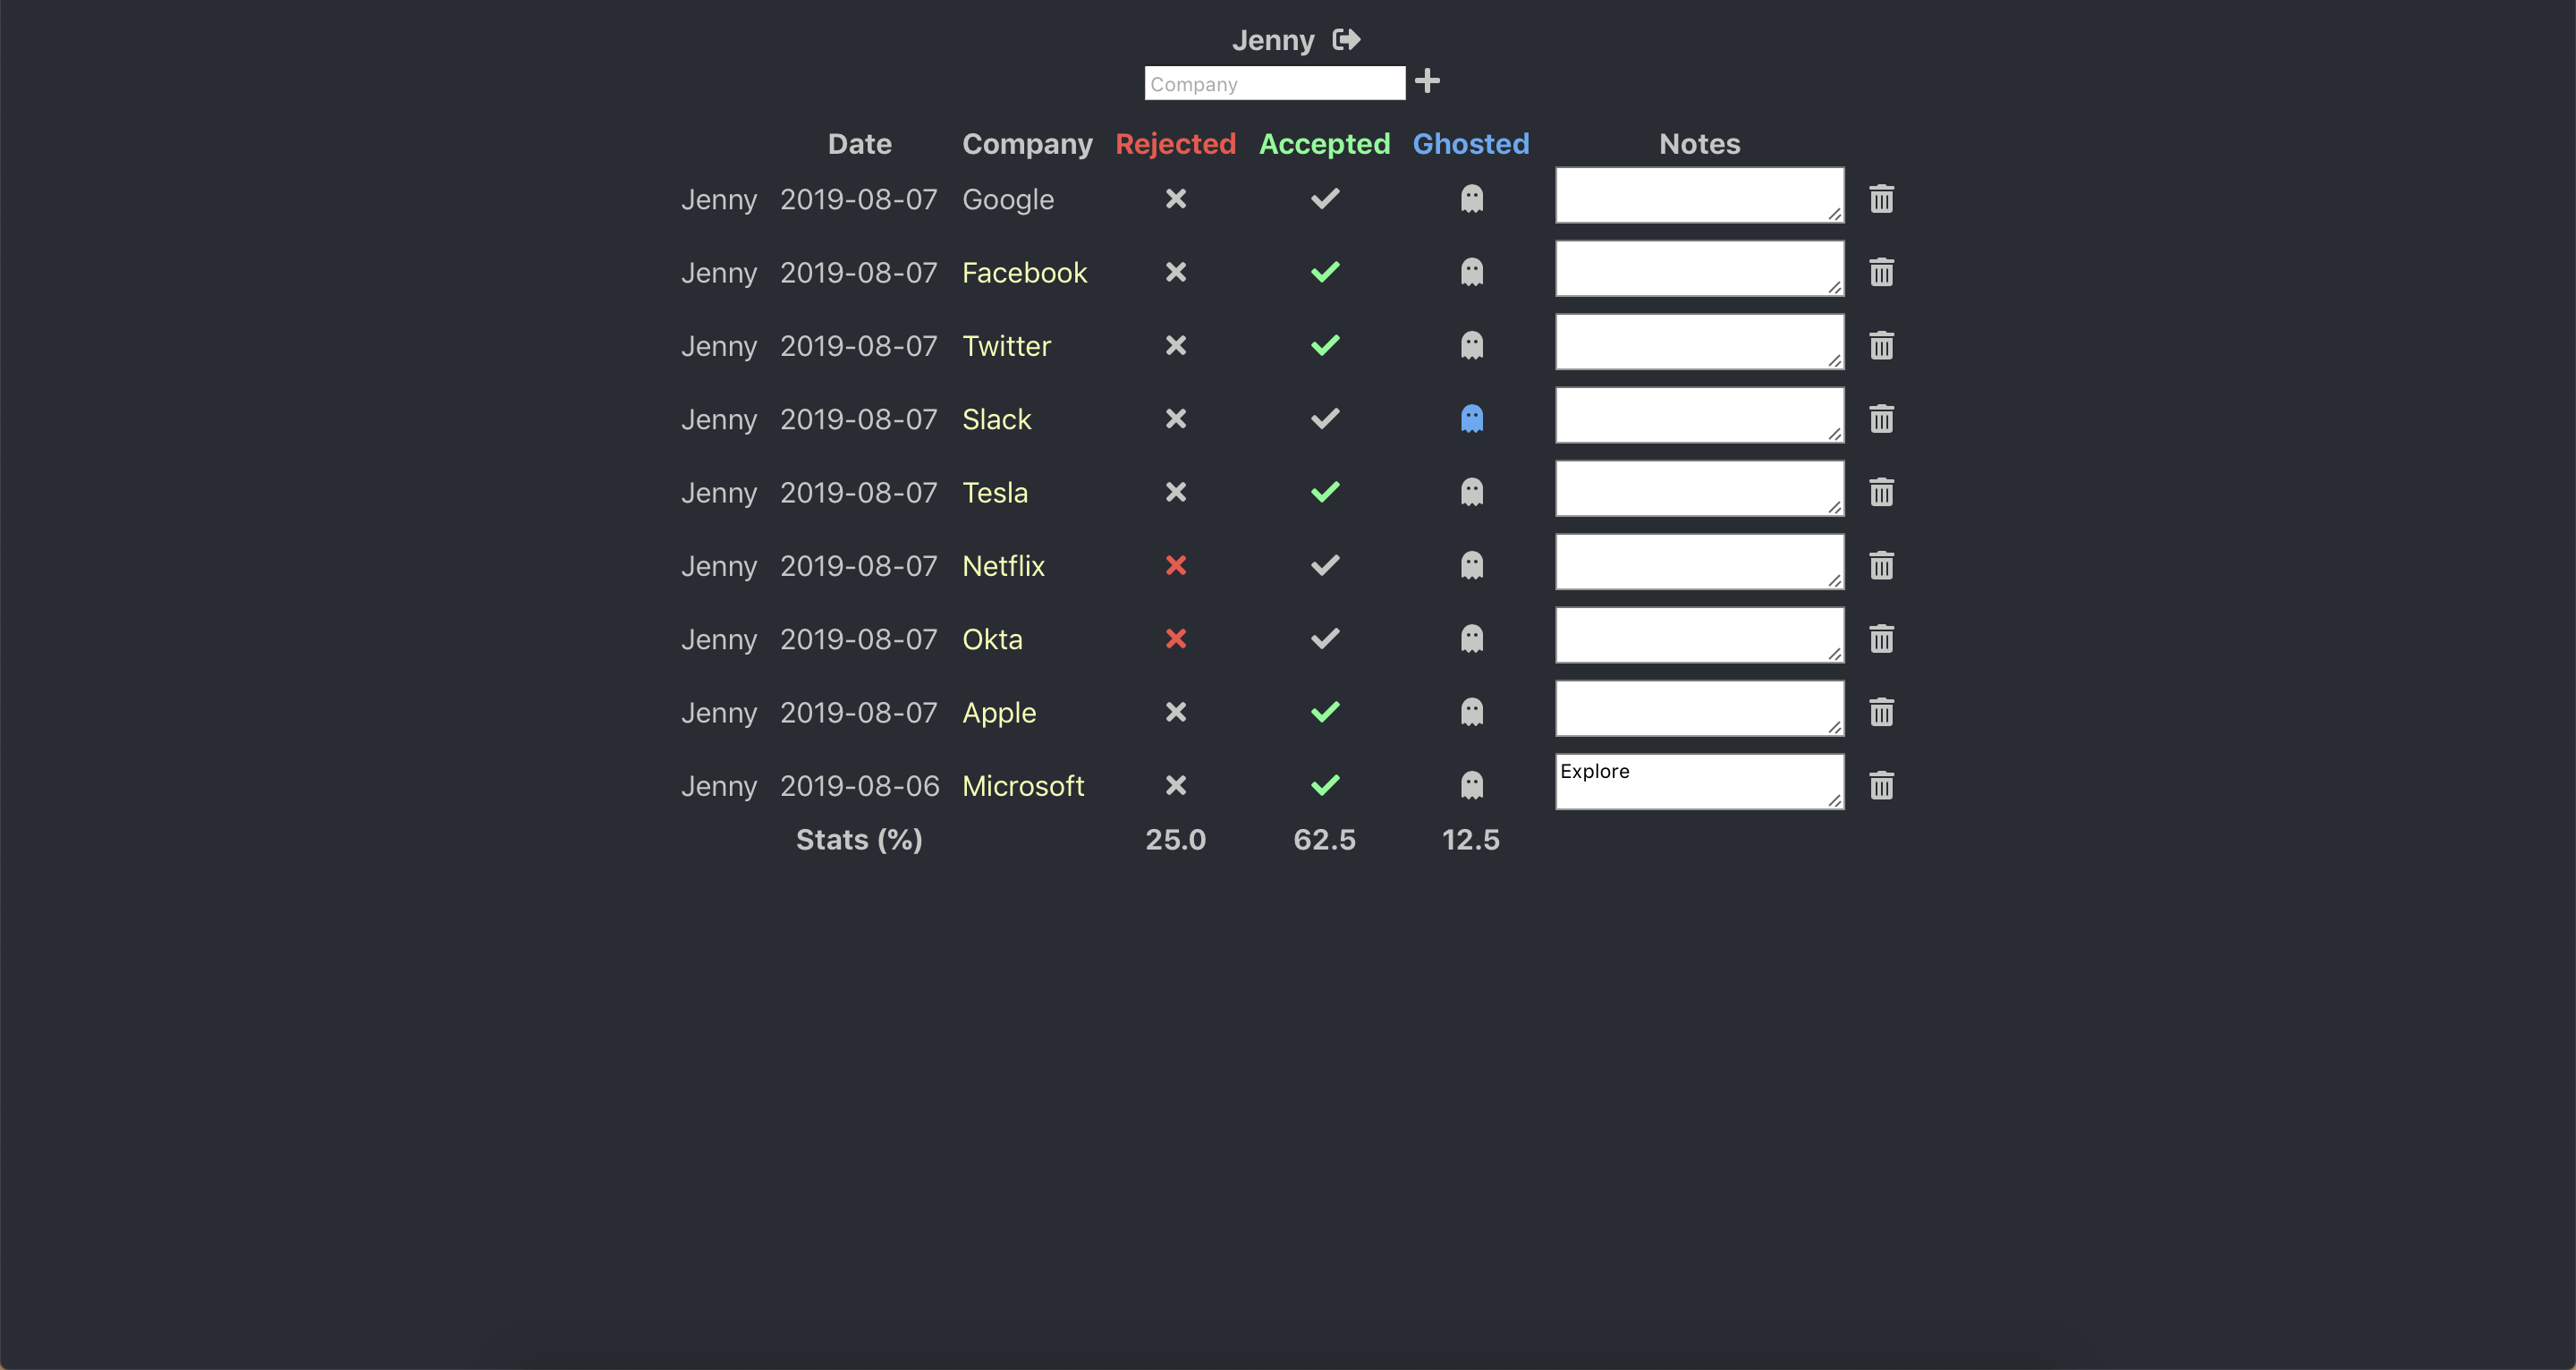 Jenny
Company
Date Company Rejected Accepted Ghosted Notes
Jenny 2019-08-07 Google
Jenny 2019-08-07 Facebook
Jenny 2019-08-07 Twitter
Jenny 2019-08-07 Slack
Jenny 2019-08-07 Tesla
Jenny 2019-08-07 Netflix
Jenny 2019-08-07 Okta
Jenny 2019-08-07 Apple
Jenny 2019-08-06 Microsoft Explore
Stats (%) 25.0 62.5 12.5